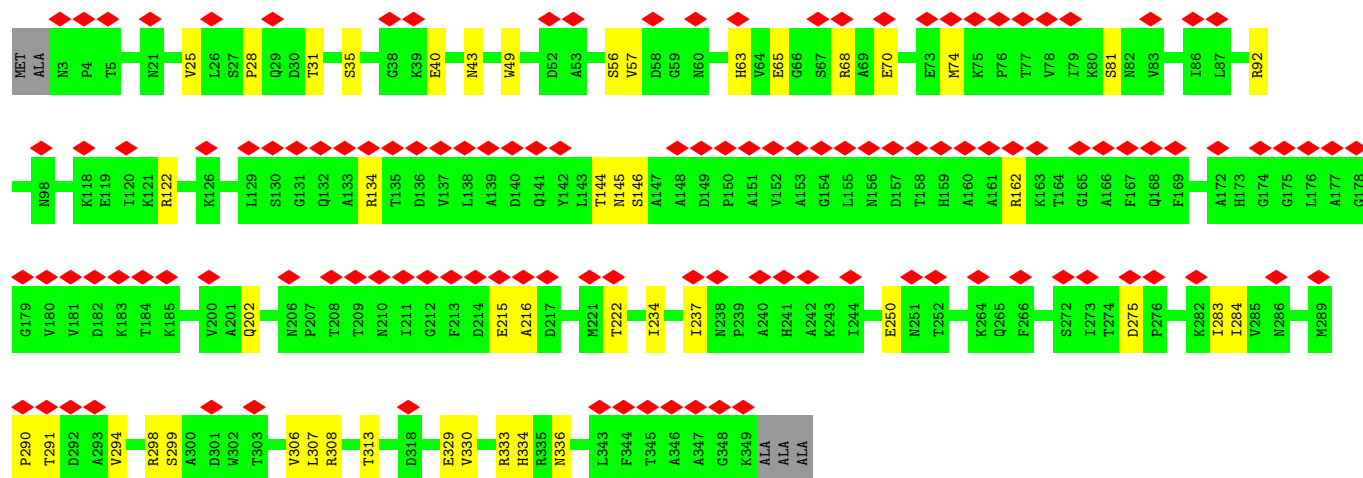 MET ALA N3 P4 T5 N21 V25 L26 S27 P28 Q29 D30 T31 S35 G38 K39 E40 N43 W49 D52 A53 S56 V57 D58 G59 N60 H63 V64 E65 G66 S67 R68 A69 E70 E73 M74 K75 P76 T77 V78 I79 K80 S81 N82 V83 I86 L87 R92
N98 K118 E119 I120 K121 R122 K126 L129 S130 G131 Q132 A133 R134 T135 D136 V137 L138 A139 D140 Q141 Y142 L143 T144 N145 S146 A147 A148 D149 P150 A151 V152 A153 G154 L155 N156 D157 T158 H159 A160 A161 R162 K163 T164 G165 A166 F167 Q168 F169 A172 H173 G174 G175 L176 A177 G178
G179 V180 V181 D182 K183 T184 K185 V200 A201 Q202 N206 P207 T208 T209 N210 I211 G212 F213 D214 E215 A216 D217 M221 T222 I234 I237 N238 P239 A240 H241 A242 K243 I244 E250 N251 T252 K264 Q265 F266 S272 I273 T274 D275 P276 K282 I283 I284 V285 N286 M289
P290 T291 D292 A293 V294 R298 S299 A300 D301 W302 T303 V306 L307 R308 T313 D318 E329 V330 R333 H334 R335 N336 L343 F344 T345 A346 A347 G348 K349 ALA ALA ALA